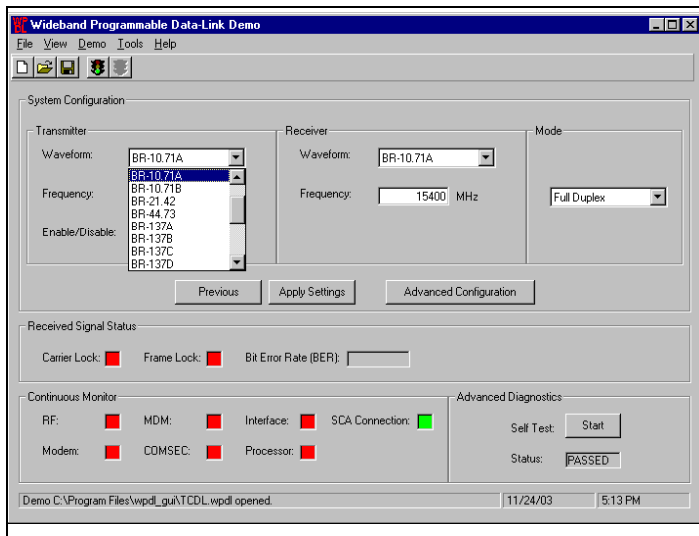 WPDL Wideband Programmable Data-Link Demo
File View Demo Tools Help
System Configuration
Transmitter
Waveform: BR-10.71A
BR-10.71A
BR-10.71B
BR-21.42
BR-44.73
BR-137A
BR-137B
BR-137C
BR-137D
Frequency:
Enable/Disable:
Receiver
Waveform: BR-10.71A
Frequency: 15400 MHz
Mode
Full Duplex
Previous Apply Settings Advanced Configuration
Received Signal Status
Carrier Lock: Frame Lock: Bit Error Rate (BER):
Continuous Monitor
RF: MDM: Interface: SCA Connection:
Modem: COMSEC: Processor:
Advanced Diagnostics
Self Test: Start
Status: PASSED
Demo C:\Program Files\wpdl_gui\TCDL.wpdl opened. 11/24/03 5:13 PM